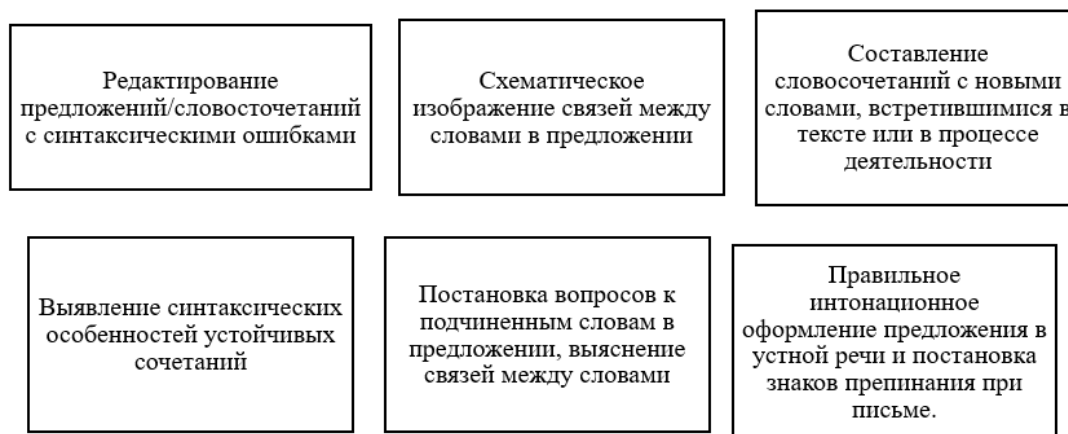 Редактирование
предложений/словосточетаний
с синтаксическими ошибками
Схематическое
изображение связей между
словами в предложении
Составление
словосочетаний с новыми
словами, встретившимися в
тексте или в процессе
деятельности
Выявление синтаксических
особенностей устойчивых
сочетаний
Постановка вопросов к
подчиненным словам в
предложении, выяснение
связей между словами
Правильное
интонационное
оформление предложения в
устной речи и постановка
знаков препинания при
письме.